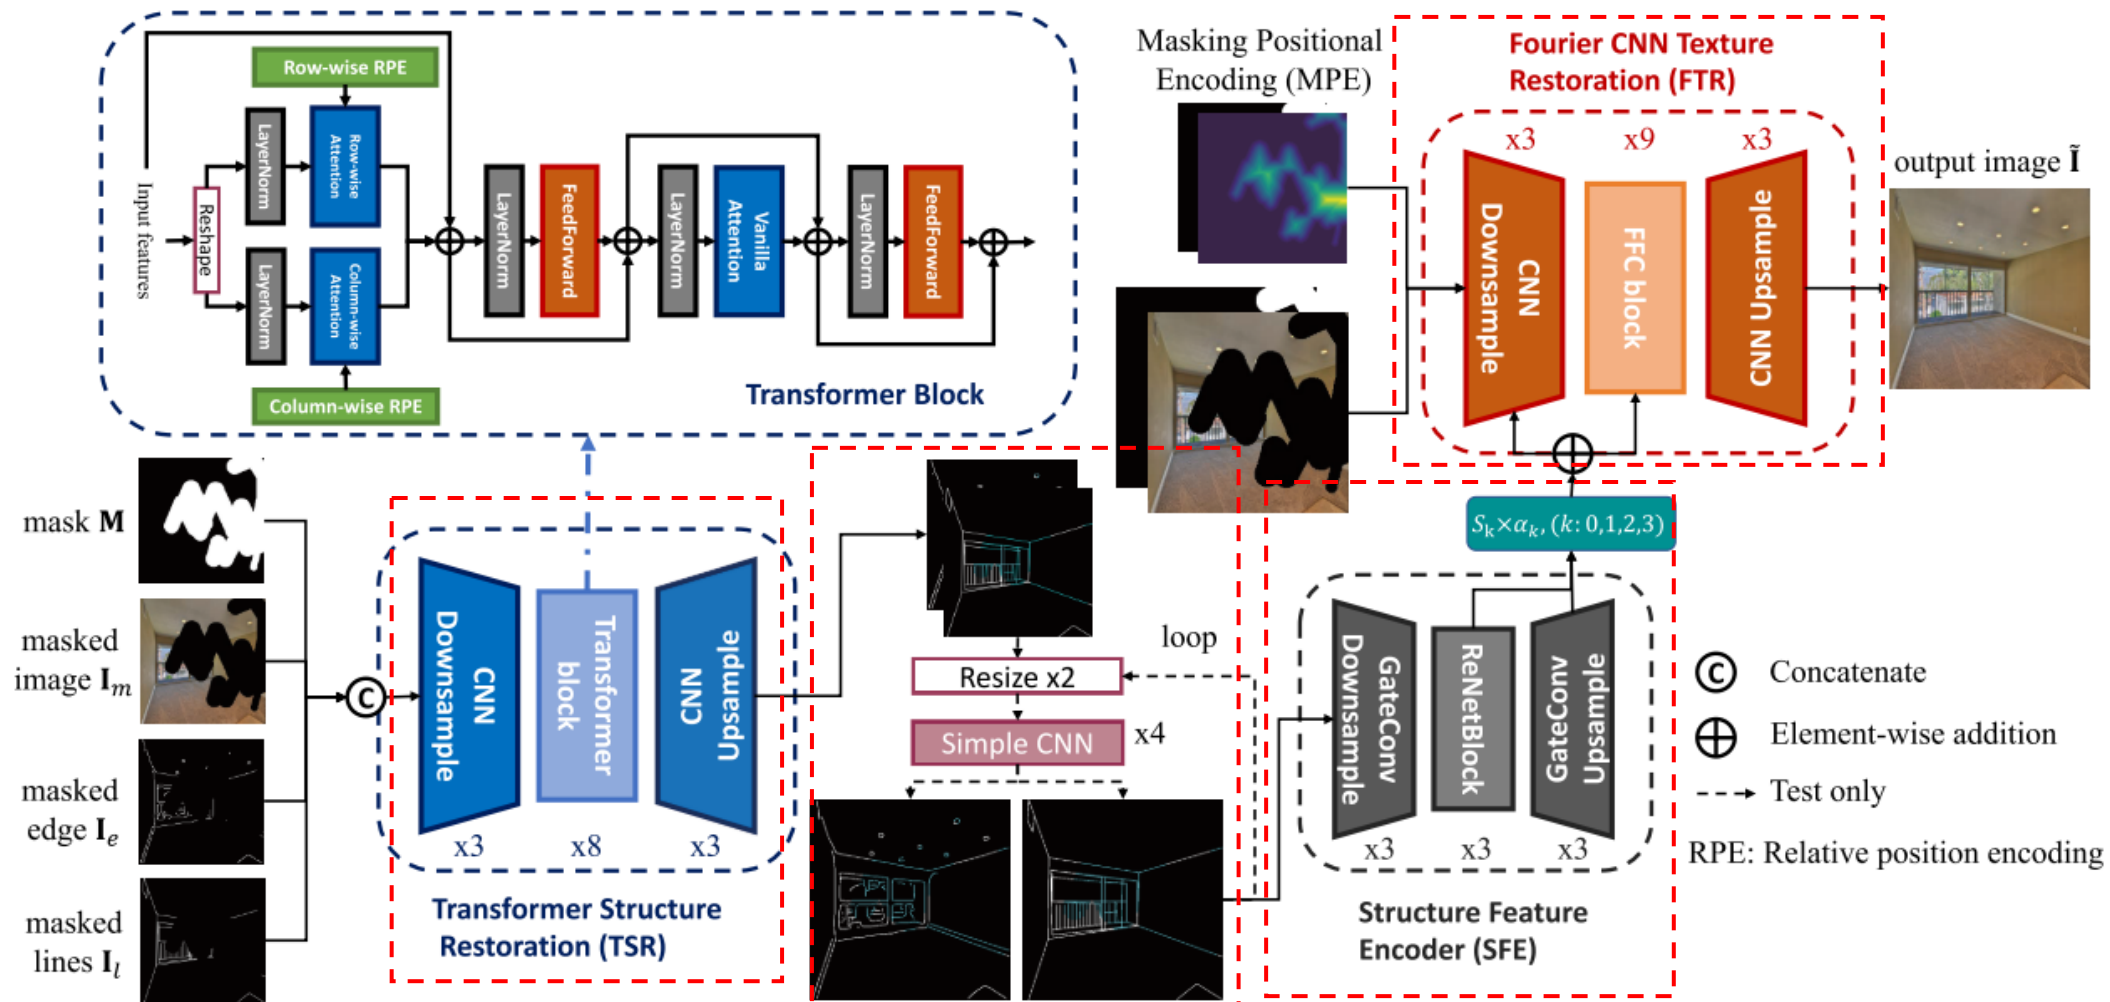 Row-wise RPE
LayerNorm
Row-wise
Attention
Input features
Reshape
LayerNorm
Column-wise
Attention
Column-wise RPE
LayerNorm
FeedForward
LayerNorm
Vanilla
Attention
LayerNorm
FeedForward
Transformer Block
Masking Positional
Encoding (MPE)
Fourier CNN Texture
Restoration (FTR)
x3
x9
x3
CNN
Downsample
FFC block
CNN Upsample
output image Ĩ
mask M
masked
image I_m
masked
edge I_e
masked
lines I_l
C
CNN
Downsample
Transformer
block
CNN
Upsample
x3
x8
x3
Transformer Structure
Restoration (TSR)
Resize x2
loop
Simple CNN
x4
S_k×α_k, (k: 0,1,2,3)
GateConv
Downsample
ReNetBlock
GateConv
Upsample
x3
x3
x3
Structure Feature
Encoder (SFE)
C Concatenate
Element-wise addition
Test only
RPE: Relative position encoding